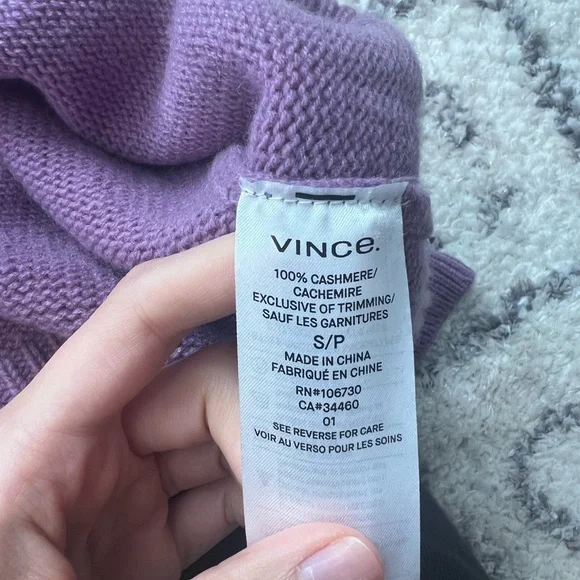 VINCE.
100% CASHMERE/
CACHEMIRE
EXCLUSIVE OF TRIMMING/
SAUF LES GARNITURES
S/P
MADE IN CHINA
FABRIQUÉ EN CHINE
RN#106730
CA#34460
01
SEE REVERSE FOR CARE
VOIR AU VERSO POUR LES SOINS